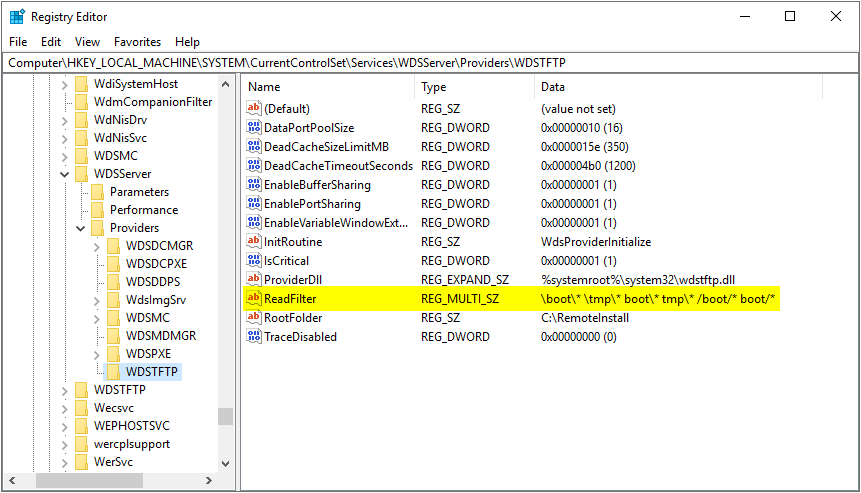 Registry Editor
File Edit View Favorites Help
Computer\HKEY_LOCAL_MACHINE\SYSTEM\CurrentControlSet\Services\WDSServer\Providers\WDSTFTP
WdiSystemHost
WdmCompanionFilter
WdNisDrv
WdNisSvc
WDSMC
WDSServer
Parameters
Performance
Providers
WDSDCMGR
WDSDCPXE
WDSDDPS
WdsImgSrv
WDSMC
WDSMDMGR
WDSPXE
WDSTFTP
WDSTFTP
Wecsvc
WEPHOSTSVC
wercplsupport
WerSvc
Name Type Data
(Default) REG_SZ (value not set)
DataPortPoolSize REG_DWORD 0x00000010 (16)
DeadCacheSizeLimitMB REG_DWORD 0x0000015e (350)
DeadCacheTimeoutSeconds REG_DWORD 0x000004b0 (1200)
EnableBufferSharing REG_DWORD 0x00000001 (1)
EnablePortSharing REG_DWORD 0x00000001 (1)
EnableVariableWindowExt... REG_DWORD 0x00000001 (1)
InitRoutine REG_SZ WdsProviderInitialize
IsCritical REG_DWORD 0x00000001 (1)
ProviderDll REG_EXPAND_SZ %systemroot%\system32\wdstftp.dll
ReadFilter REG_MULTI_SZ \boot\* \tmp\* boot\* tmp\* /boot/* boot/*
RootFolder REG_SZ C:\RemoteInstall
TraceDisabled REG_DWORD 0x00000000 (0)